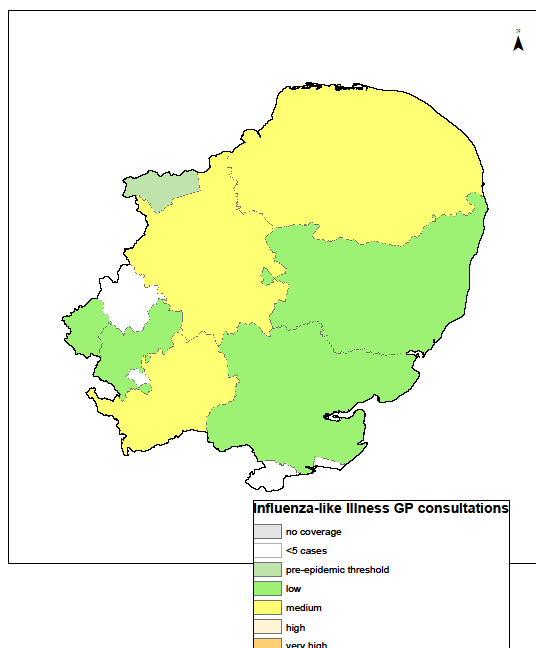 N
Influenza-like Illness GP consultations
no coverage
<5 cases
pre-epidemic threshold
low
medium
high
very high